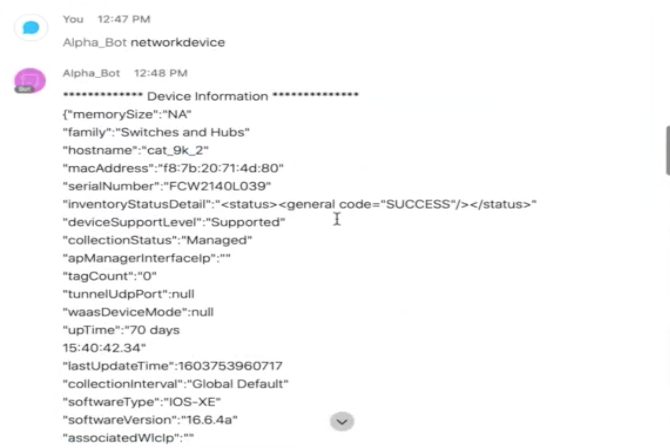 You 12:47 PM
Alpha_Bot networkdevice
Alpha_Bot 12:48 PM
Bot
************* Device Information **************
{"memorySize":"NA"
"family":"Switches and Hubs"
"hostname":"cat_9k_2"
"macAddress":"f8:7b:20:71:4d:80"
"serialNumber":"FCW2140L039"
"inventoryStatusDetail":"<status><general code="SUCCESS"/></status>"
"deviceSupportLevel":"Supported"
"collectionStatus":"Managed"
"apManagerInterfaceIp":""
"tagCount":"0"
"tunnelUdpPort":null
"waasDeviceMode":null
"upTime":"70 days
15:40:42.34"
"lastUpdateTime":1603753960717
"collectionInterval":"Global Default"
"softwareType":"IOS-XE"
"softwareVersion":"16.6.4a"
"associatedWlcIp":""